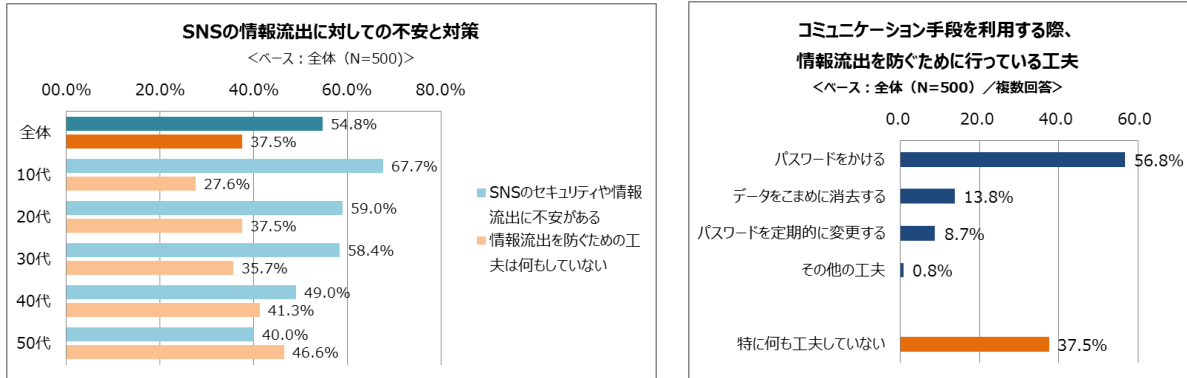 SNSの情報流出に対しての不安と対策
<ベース：全体（N=500)>
00.0% 20.0% 40.0% 60.0% 80.0%
全体 54.8%
37.5%
10代 67.7%
27.6%
20代 59.0%
37.5%
30代 58.4%
35.7%
40代 49.0%
41.3%
50代 40.0%
46.6%
SNSのセキュリティや情報
流出に不安がある
情報流出を防ぐための工
夫は何もしていない
コミュニケーション手段を利用する際、
情報流出を防ぐために行っている工夫
<ベース：全体（N=500）／複数回答>
0.0 20.0 40.0 60.0
パスワードをかける 56.8%
データをこまめに消去する 13.8%
パスワードを定期的に変更する 8.7%
その他の工夫 0.8%
特に何も工夫していない 37.5%